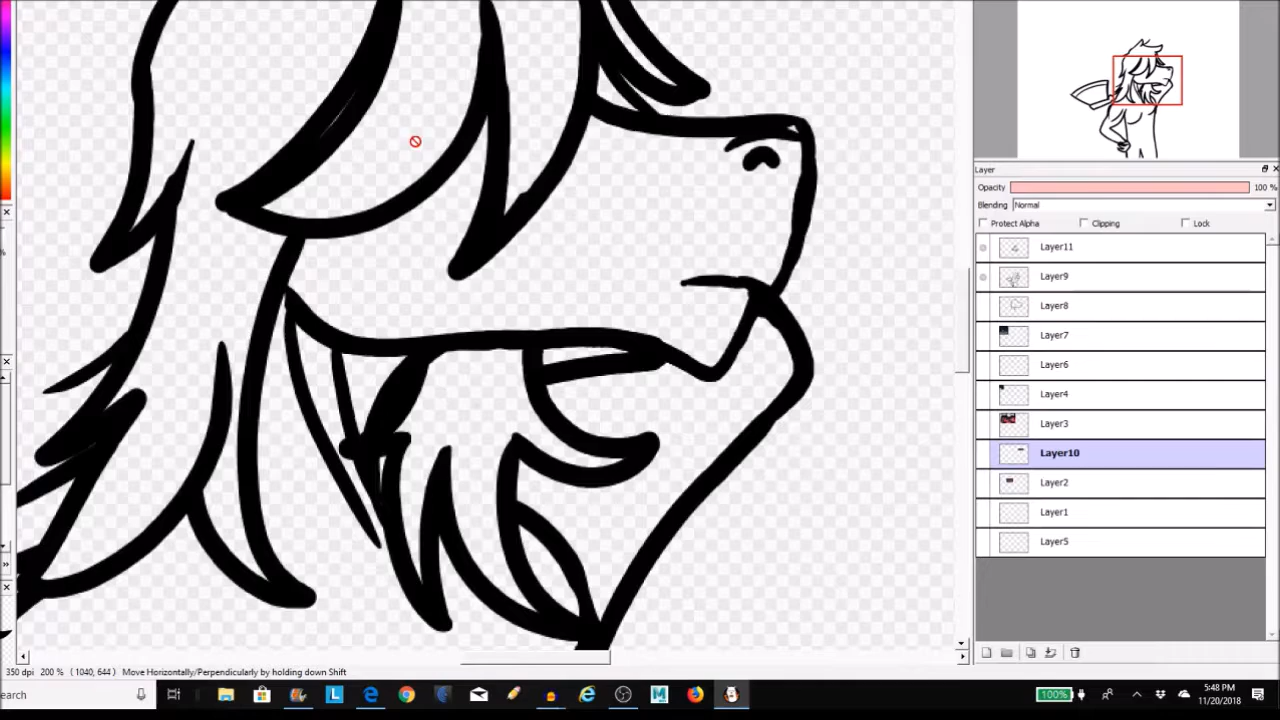 Layer
Opacity 100 %
Blending Normal
Protect Alpha Clipping Lock
Layer11
Layer9
Layer8
Layer7
Layer6
Layer4
Layer3
Layer10
Layer2
Layer1
Layer5
350 dpi 200 % (1040, 644) Move Horizontally/Perpendicularly by holding down Shift
earch
L
M
100%
5:48 PM
11/20/2018